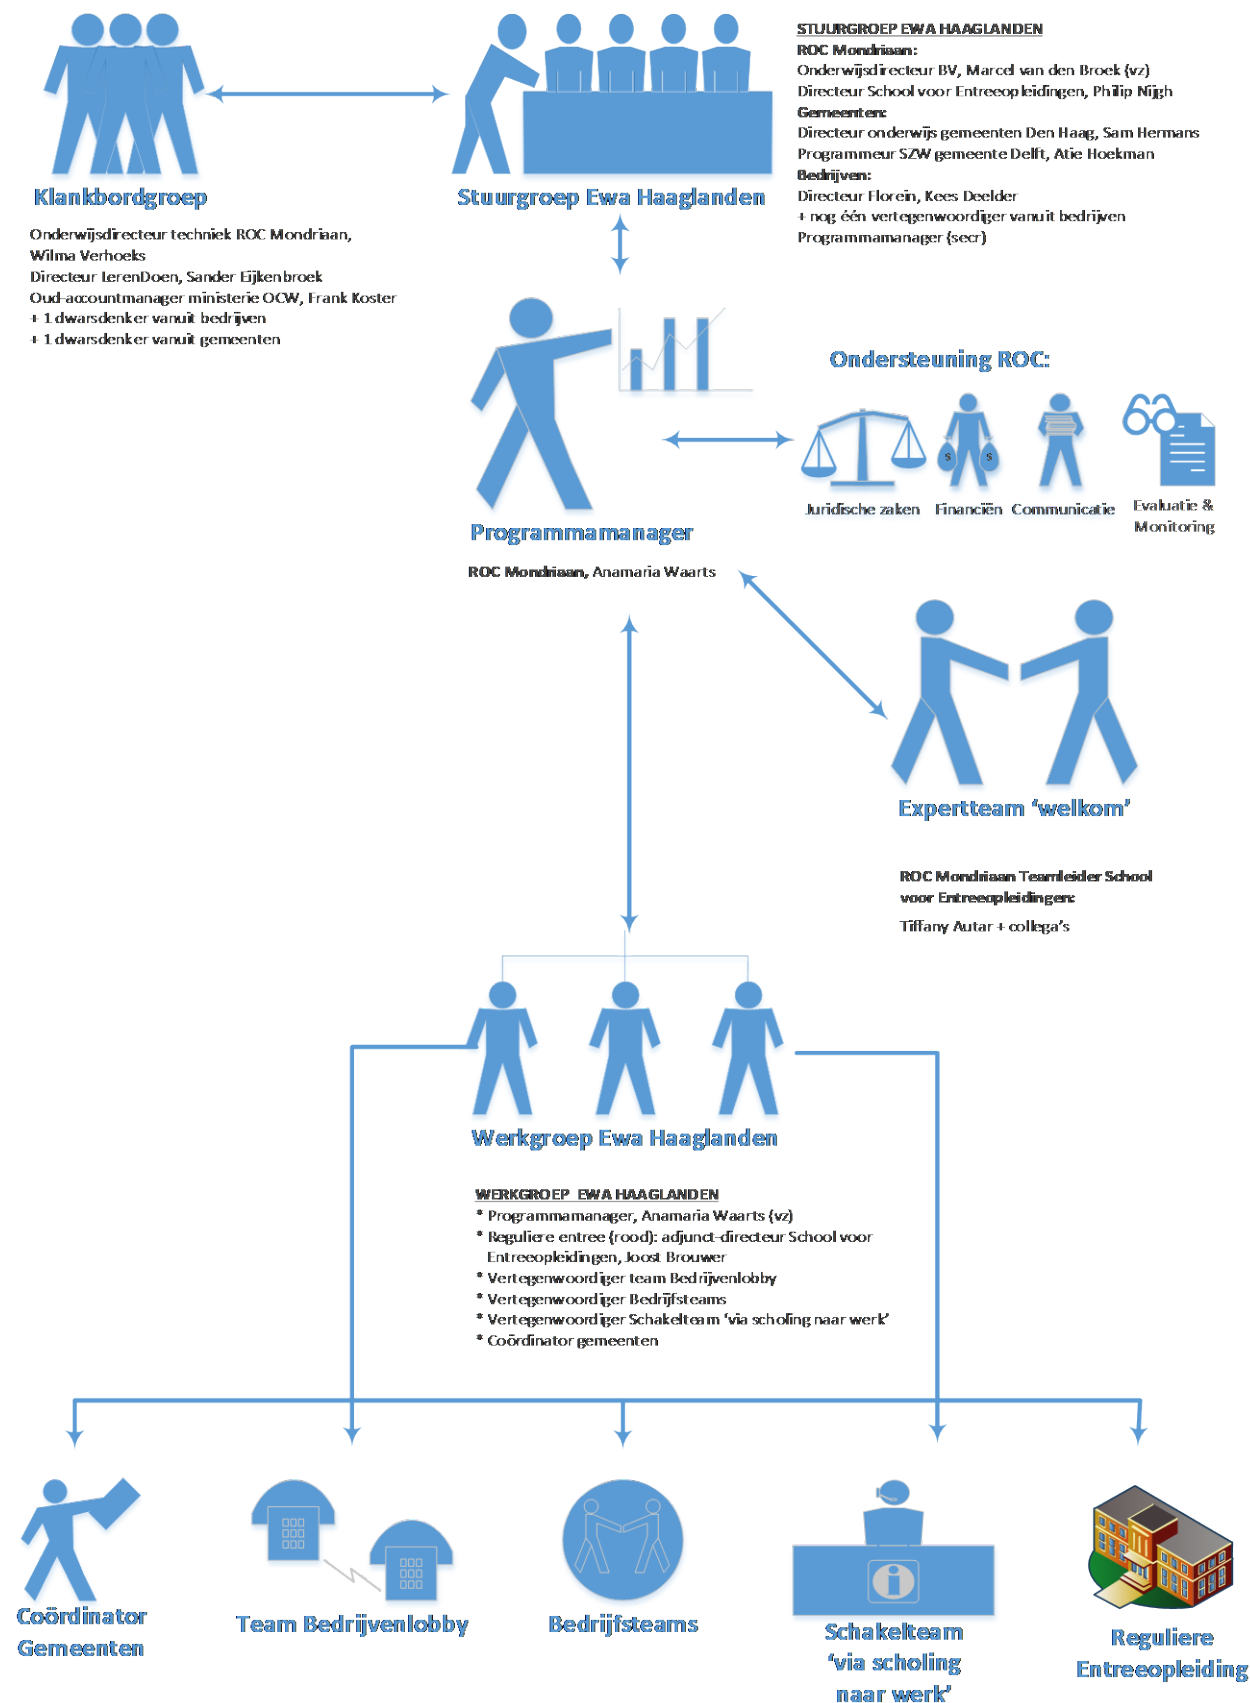 Klankbordgroep
Onderwijsdirecteur techniek ROC Mondriaan,
Wilma Verhoeks
Directeur LerenDoen, Sander Eijkenbroek
Oud-accountmanager ministerie OCW, Frank Koster
+ 1 dwarsdenker vanuit bedrijven
+ 1 dwarsdenker vanuit gemeenten
Stuurgroep Ewa Haaglanden
STUURGROEP EWA HAAGLANDEN
ROC Mondriaan:
Onderwijsdirecteur BV, Marcel van den Broek (vz)
Directeur School voor Entreeopleidingen, Philip Nijgh
Gemeenten:
Directeur onderwijs gemeenten Den Haag, Sam Hermans
Programmeur SZW gemeente Delft, Atie Hoekman
Bedrijven:
Directeur Florein, Kees Deelder
+ nog één vertegenwoordiger vanuit bedrijven
Programmamanager (secr)
Programmamanager
ROC Mondriaan, Anamaria Waarts
Ondersteuning ROC:
$ $
Juridische zaken Financiën Communicatie Evaluatie &
Monitoring
Expertteam ‘welkom’
ROC Mondriaan Teamleider School
voor Entreeopleidingen:
Tiffany Autar + collega’s
Werkgroep Ewa Haaglanden
WERKGROEP EWA HAAGLANDEN
* Programmamanager, Anamaria Waarts (vz)
* Reguliere entree (rood): adjunct-directeur School voor
Entreeopleidingen, Joost Brouwer
* Vertegenwoordiger team Bedrijvenlobby
* Vertegenwoordiger Bedrijfsteams
* Vertegenwoordiger Schakelteam ‘via scholing naar werk’
* Coördinator gemeenten
Coördinator
Gemeenten
Team Bedrijvenlobby
Bedrijfsteams
i
Schakelteam
‘via scholing
naar werk’
Reguliere
Entreeopleiding